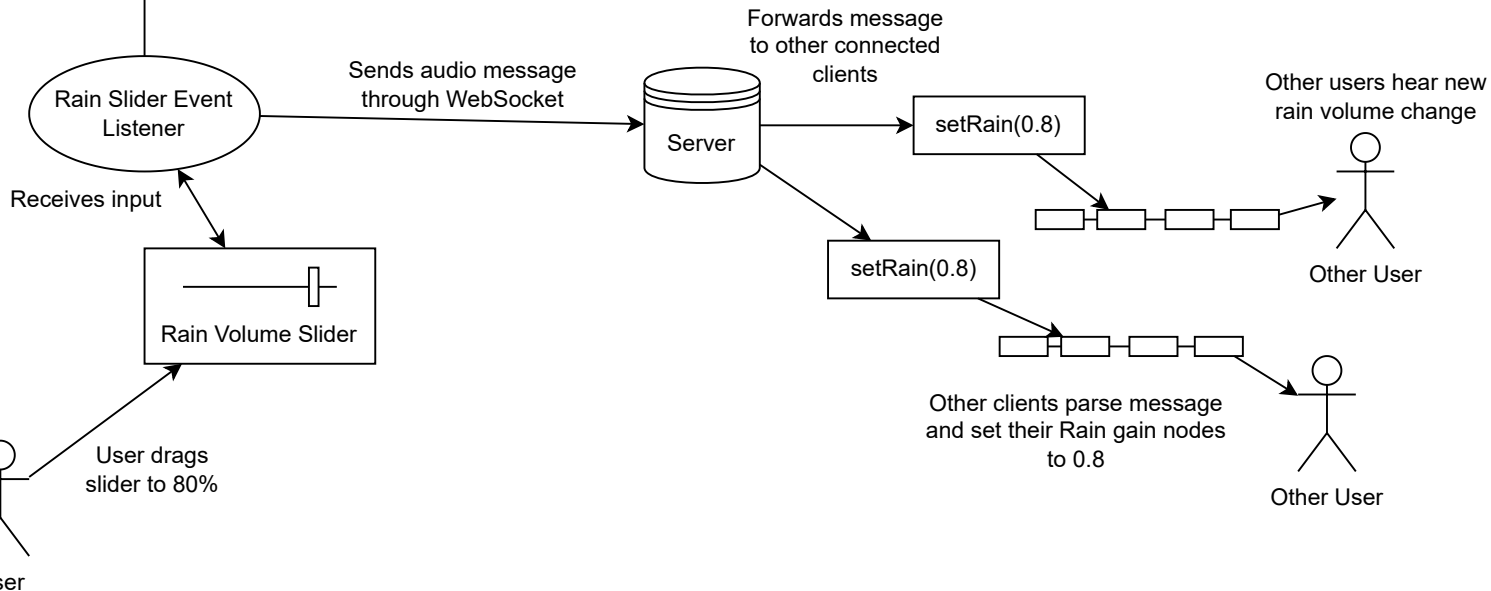 Forwards message
to other connected
clients
Sends audio message
through WebSocket
Other users hear new
rain volume change
Rain Slider Event
Listener
Server
setRain(0.8)
Receives input
setRain(0.8)
Other User
Rain Volume Slider
Other clients parse message
and set their Rain gain nodes
to 0.8
User drags
slider to 80%
Other User
ser